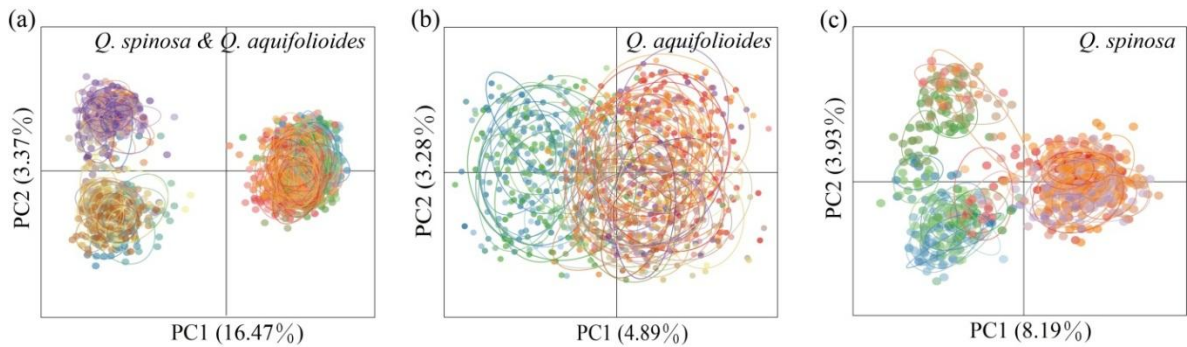 (a)
Q. spinosa & Q. aquifolioides
PC2 (3.37%)
PC1 (16.47%)
(b)
Q. aquifolioides
PC2 (3.28%)
PC1 (4.89%)
(c)
Q. spinosa
PC2 (3.93%)
PC1 (8.19%)